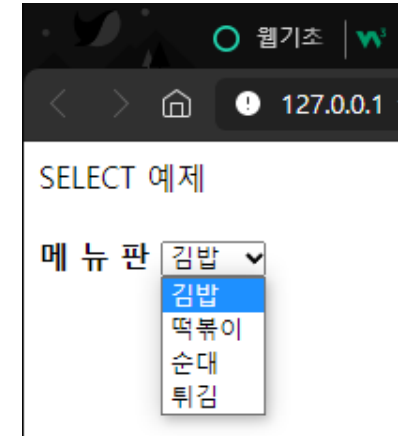 웹기초 w3
127.0.0.1
SELECT 예제
메 뉴 판 김밥
김밥
떡볶이
순대
튀김